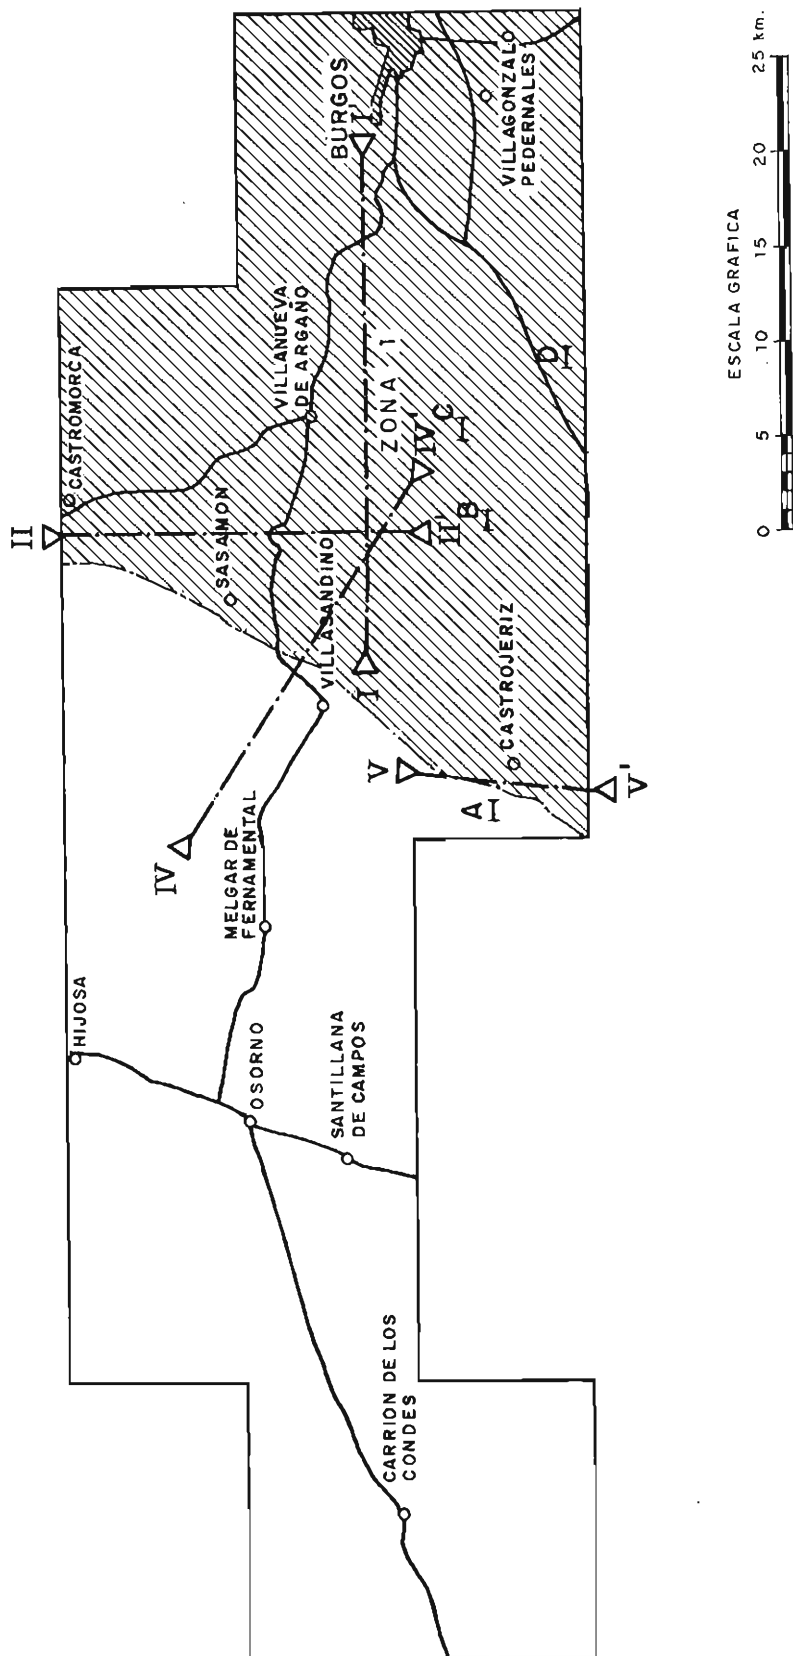 CARRION DE LOS
CONDES
OSORNO
SANTILLANA
DE CAMPOS
HIJOSA
MELGAR DE
FERNAMENTAL
IV
V
V'
A
I
CASTROJERIZ
VILLASANDINO
I
SASAMON
II
II'
B
I
CASTROMORCA
VILLANUEVA
DE ARGAÑO
ZONA 1
IV'
C
I
D
I
BURGOS
I'
VILLAGONZALO
PEDERNALES
ESCALA GRAFICA
0 5 10 15 20 25 km.